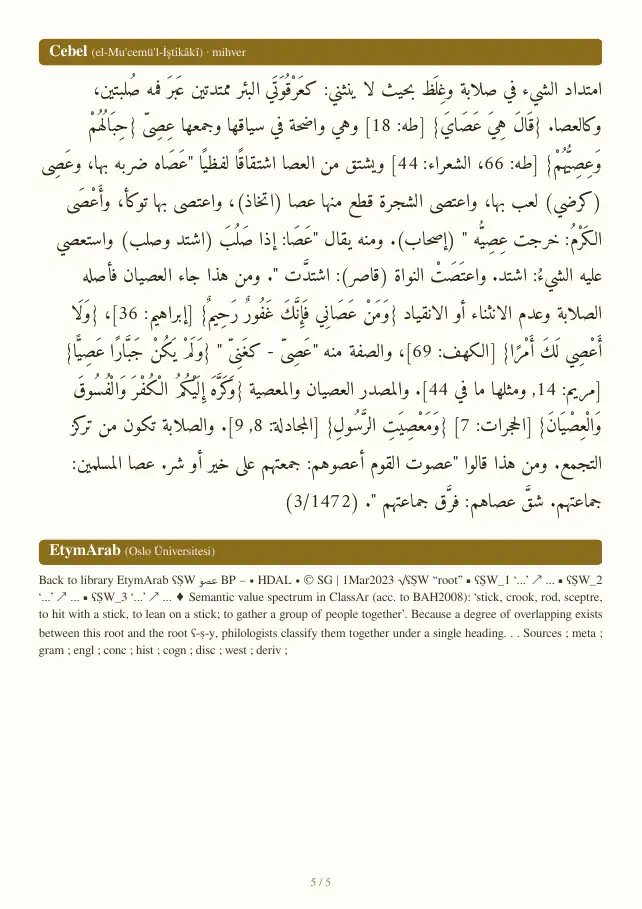 Cebel (el-Mu'cemü'l-İştikâkî) · mihver
امتداد الشيء في صلابة وغِلَظ بحيث لا ينثني: كعَرْقُوَتَي البئر ممتدتين عَبَرَ فمه صُلبتين،
وكالعصا. {قَالَ هِيَ عَصَايَ} [طه: 18] وهي واضحة في سياقها وجمعها عِصِىّ {حِبَالُهُمْ
وَعِصِيُّهُمْ} [طه: 66، الشعراء: 44] ويشتق من العصا اشتقاقًا لفظيًا "عَصَاه ضربه بها، وعَصِى
(كرضي) لعب بها، واعتصى الشجرة قطع منها عصا (اتخاذ)، واعتصى بها توكأ، وأَعْصَى
الكَرْمُ: خرجت عِصِيُّه " (إصحاب). ومنه يقال "عَصَا: إذا صَلُبَ (اشتد وصلب) واستعصي
عليه الشيءُ: اشتد. واعتَصَتْ النواة (قاصر): اشتدَّت ". ومن هذا جاء العصيان فأصله
الصلابة وعدم الانثناء أو الانقياد {وَمَنْ عَصَانِي فَإِنَّكَ غَفُورٌ رَحِيمٌ} [إبراهيم: 36]، {وَلَا
أَعْصِي لَكَ أَمْرًا} [الكهف: 69]، والصفة منه "عَصِىّ - كغَنِىّ " {وَلَمْ يَكُنْ جَبَّارًا عَصِيًّا}
[مريم: 14, ومثلها ما في 44]. والمصدر العصيان والمعصية {وَكَرَّهَ إِلَيْكُمُ الْكُفْرَ وَالْفُسُوقَ
وَالْعِصْيَانَ} [الحجرات: 7] {وَمَعْصِيَتِ الرَّسُولِ} [المجادلة: 8, 9]. والصلابة تكون من تركز
التجمع. ومن هذا قالوا "عصوت القوم أعصوهم: جمعتهم على خير أو شر. عصا المسلمين:
جماعتهم. شقَّ عصاهم: فرَّق جماعتهم ". (3/1472)
EtymArab (Oslo Üniversitesi)
Back to library EtymArab ʕṢW عصو BP – • HDAL • © SG | 1Mar2023 √ʕṢW “root” ▪ ʕṢW_1 ‘...’ ↗ ... ▪ ʕṢW_2
‘...’ ↗ ... ▪ ʕṢW_3 ‘...’ ↗ ... ♦ Semantic value spectrum in ClassAr (acc. to BAH2008): ‘stick, crook, rod, sceptre,
to hit with a stick, to lean on a stick; to gather a group of people together’. Because a degree of overlapping exists
between this root and the root ʕ-ṣ-y, philologists classify them together under a single heading. . . Sources ; meta ;
gram ; engl ; conc ; hist ; cogn ; disc ; west ; deriv ;
5 / 5